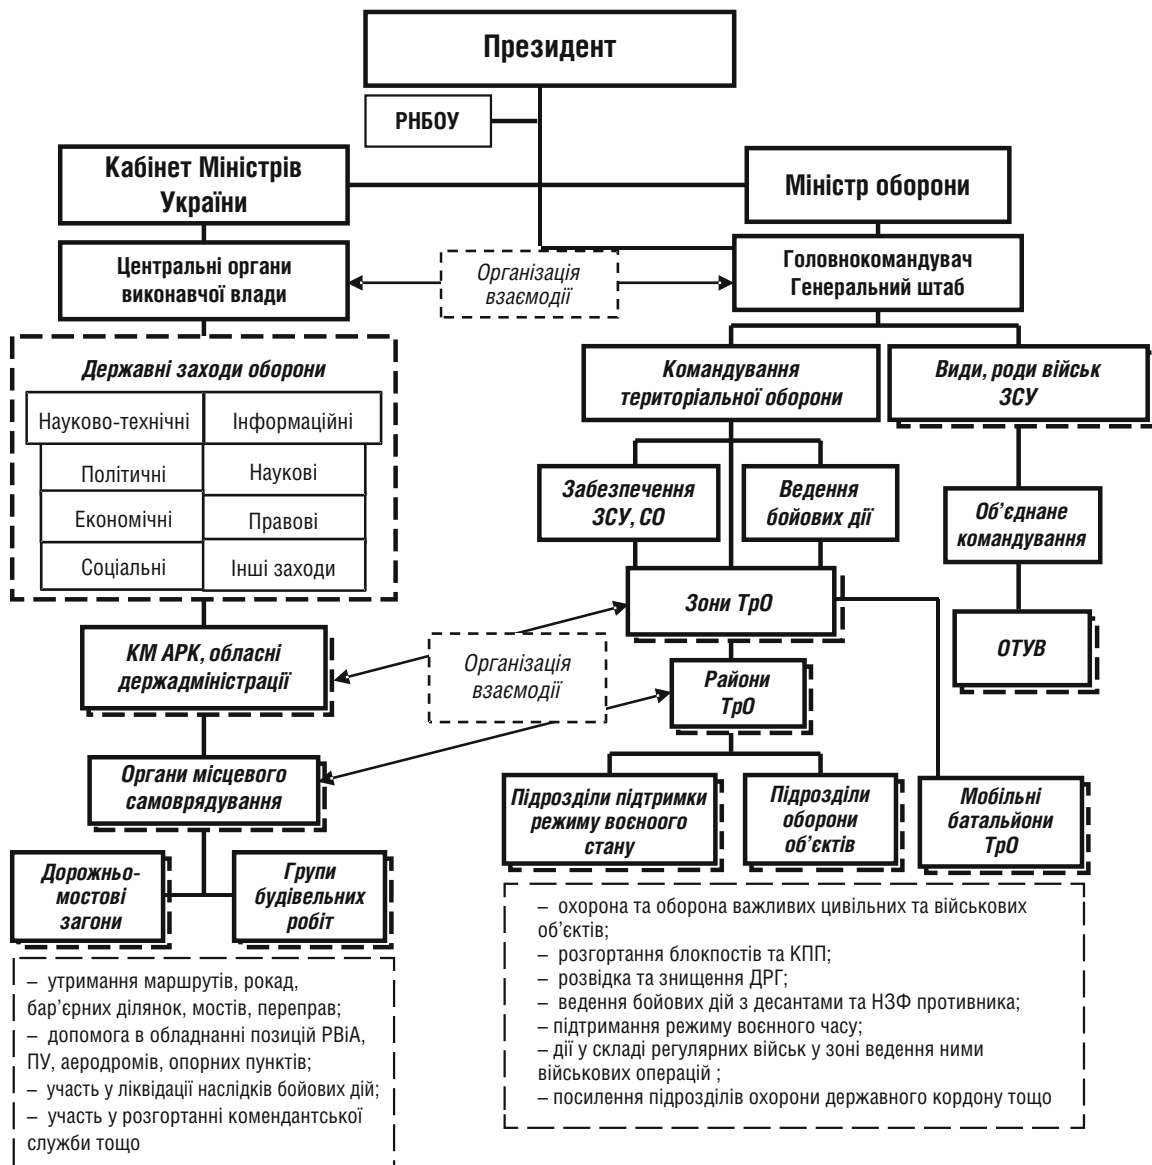 Президент
РНБОУ
Кабінет Міністрів
України
Міністр оборони
Центральні органи
виконавчої влади
Організація
взаємодії
Головнокомандувач
Генеральний штаб
Державні заходи оборони
Науково-технічні
Інформаційні
Політичні
Наукові
Економічні
Правові
Соціальні
Інші заходи
Командування
територіальної оборони
Види, роди військ
ЗСУ
Забезпечення
ЗСУ, СО
Ведення
бойових дії
Об’єднане
командування
Зони ТрО
ОТУВ
КМ АРК, обласні
держадміністрації
Організація
взаємодії
Райони
ТрО
Органи місцевого
самоврядування
Підрозділи підтримки
режиму воєноого
стану
Підрозділи
оборони
об’єктів
Мобільні
батальйони
ТрО
Дорожньо-
мостові
загони
Групи
будівельних
робіт
– утримання маршрутів, рокад,
бар’єрних ділянок, мостів, переправ;
– допомога в обладнанні позицій РВіА,
ПУ, аеродромів, опорних пунктів;
– участь у ліквідації наслідків бойових дій;
– участь у розгортанні комендантської
служби тощо
– охорона та оборона важливих цивільних та військових
об’єктів;
– розгортання блокпостів та КПП;
– розвідка та знищення ДРГ;
– ведення бойових дій з десантами та НЗФ противника;
– підтримання режиму воєнного часу;
– дії у складі регулярних військ у зоні ведення ними
військових операцій ;
– посилення підрозділів охорони державного кордону тощо